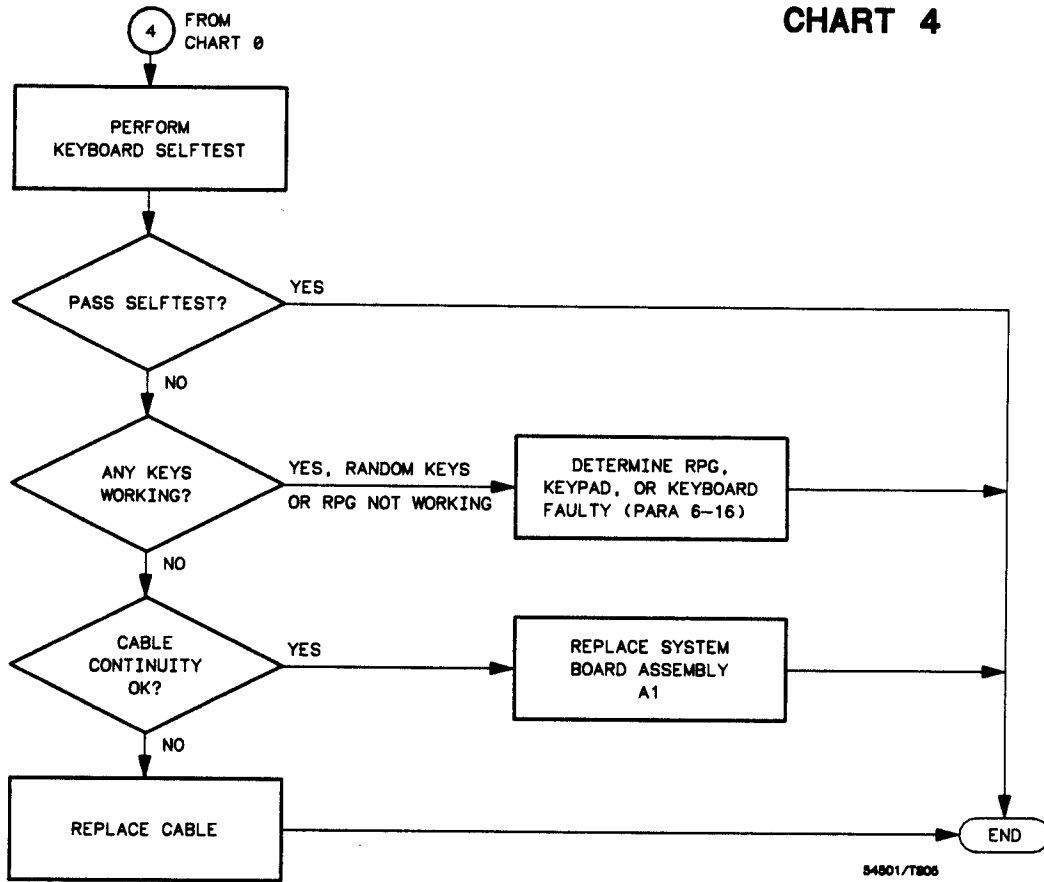 CHART 4
4
FROM
CHART 0
PERFORM
KEYBOARD SELFTEST
PASS SELFTEST?
YES
NO
ANY KEYS
WORKING?
YES, RANDOM KEYS
OR RPG NOT WORKING
DETERMINE RPG,
KEYPAD, OR KEYBOARD
FAULTY (PARA 6-16)
NO
CABLE
CONTINUITY
OK?
YES
REPLACE SYSTEM
BOARD ASSEMBLY
A1
NO
REPLACE CABLE
END
54501/T805